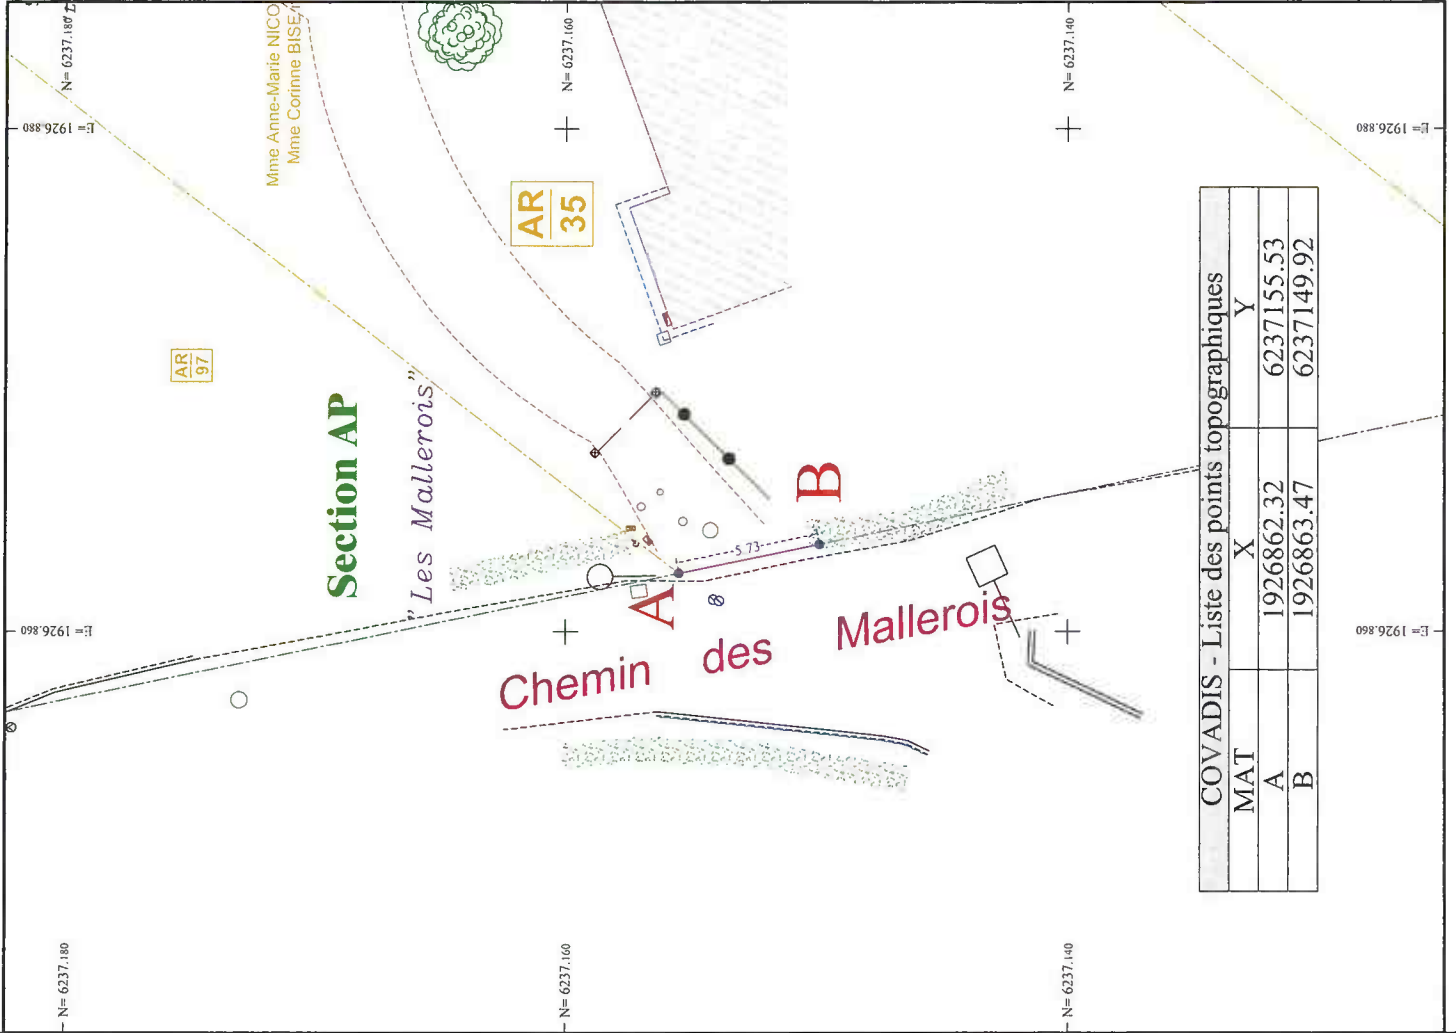 N= 6237.180
N= 6237.160
N= 6237.140
E= 1926.880
E= 1926.880
Mme Anne-Marie NICO
Mme Corinne BISE
AR
35
AR
97
Section AP
"Les Mallerois"
A
B
5.73
Chemin des Mallerois
E= 1926.860
E= 1926.860
N= 6237.180
N= 6237.160
N= 6237.140
COVADIS - Liste des points topographiques
MAT X Y
A 1926862.32 6237155.53
B 1926863.47 6237149.92